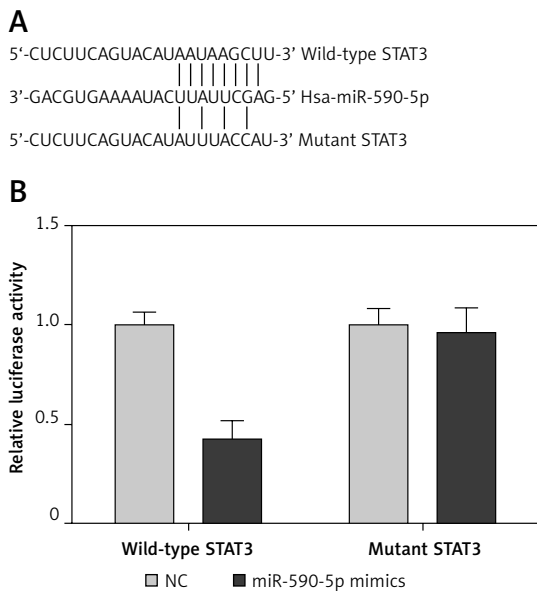 A
5‘-CUCUUCAGUACAUAAUAAGCUU-3’ Wild-type STAT3
3’-GACGUGAAAAUACUUAUUCGAG-5’ Hsa-miR-590-5p
5’-CUCUUCAGUACAUAUUUACCAU-3’ Mutant STAT3
B
Relative luciferase activity
1.5
1.0
0.5
0
Wild-type STAT3 Mutant STAT3
NC miR-590-5p mimics